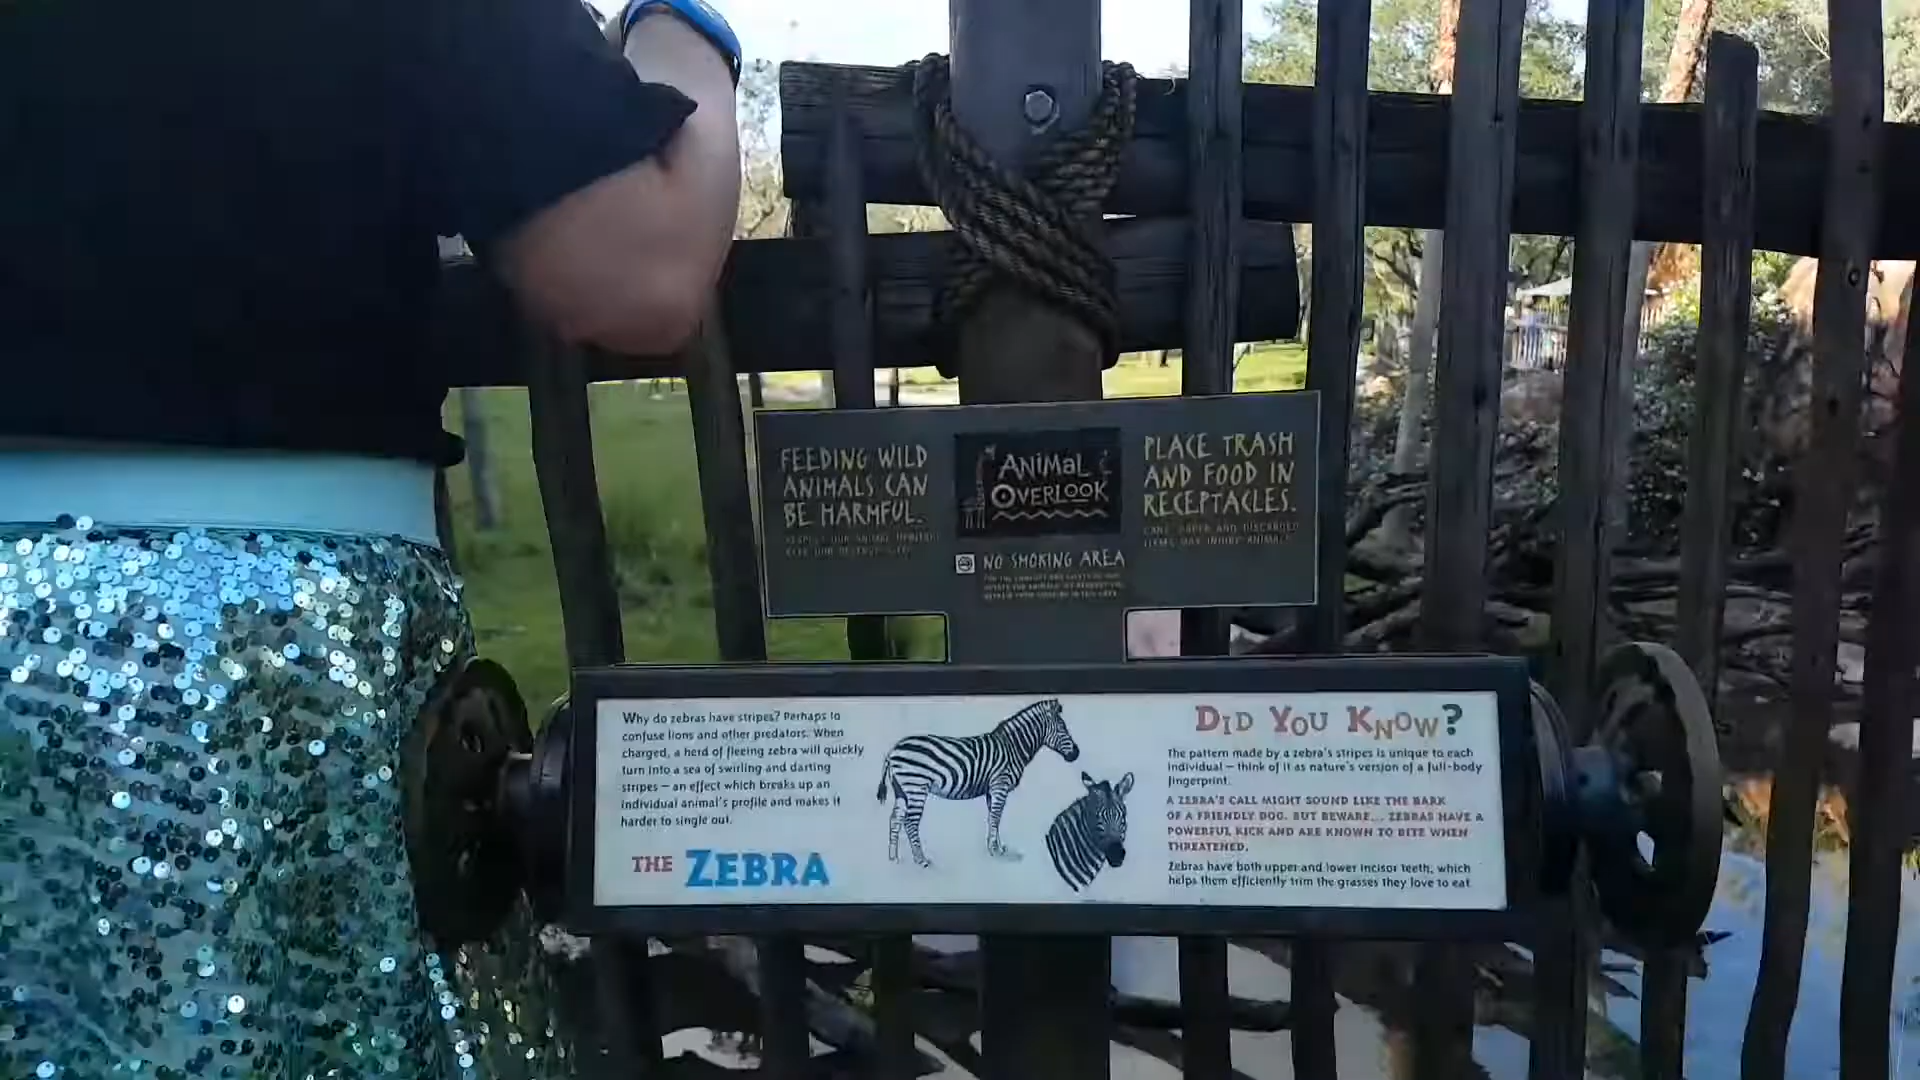 FEEDING WILD
ANIMALS CAN
BE HARMFUL.
ANIMAL
OVERLOOK
NO SMOKING AREA
PLACE TRASH
AND FOOD IN
RECEPTACLES.
Why do zebras have stripes? Perhaps to
confuse lions and other predators. When
charged, a herd of fleeing zebra will quickly
turn into a sea of swirling and darting
stripes – an effect which breaks up an
individual animal's profile and makes it
harder to single out.
THE ZEBRA
DID YOU KNOW?
The pattern made by a zebra's stripes is unique to each
individual – think of it as nature's version of a full-body
fingerprint.
A ZEBRA'S CALL MIGHT SOUND LIKE THE BARK
OF A FRIENDLY DOG. BUT BEWARE... ZEBRAS HAVE A
POWERFUL KICK AND ARE KNOWN TO BITE WHEN
THREATENED.
Zebras have both upper and lower incisor teeth, which
helps them efficiently trim the grasses they love to eat